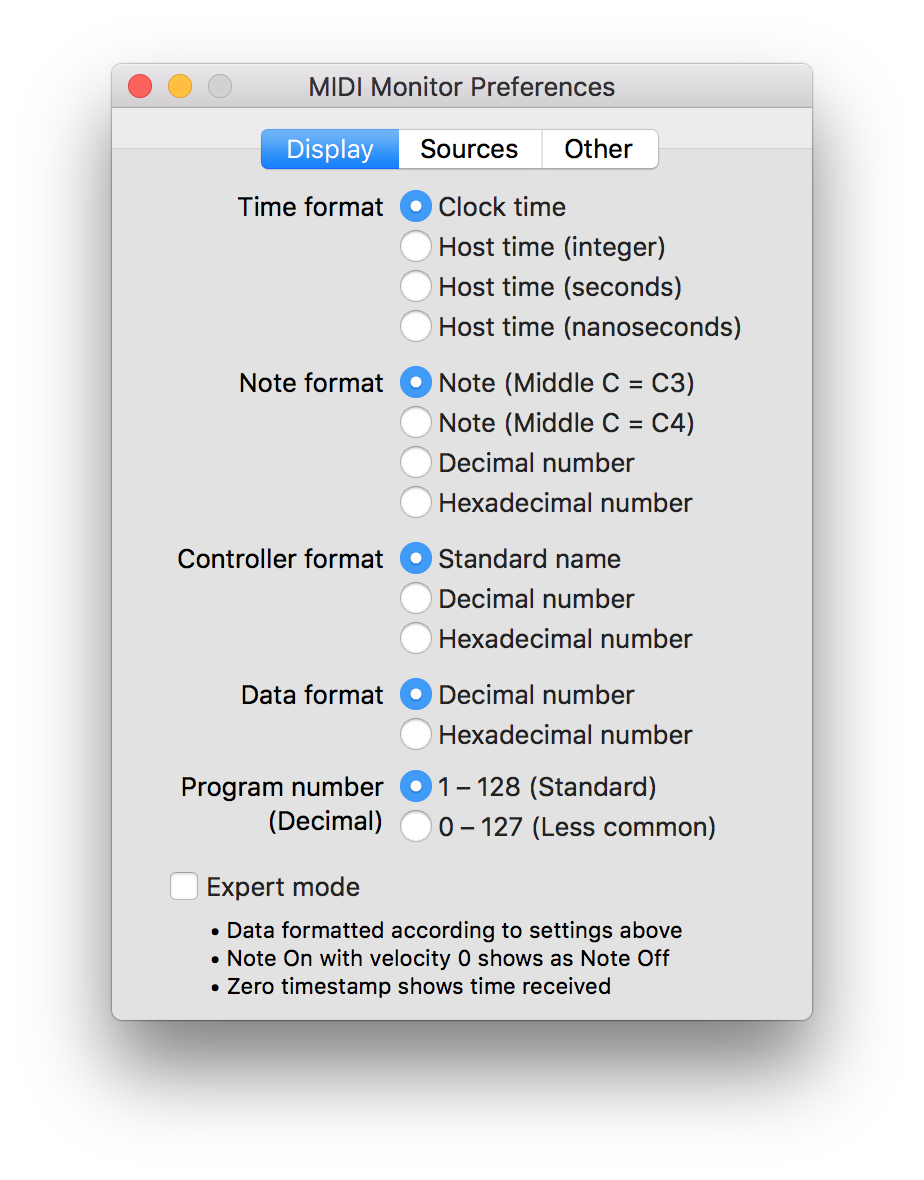 MIDI Monitor Preferences
Display Sources Other
Time format Clock time
Host time (integer)
Host time (seconds)
Host time (nanoseconds)
Note format Note (Middle C = C3)
Note (Middle C = C4)
Decimal number
Hexadecimal number
Controller format Standard name
Decimal number
Hexadecimal number
Data format Decimal number
Hexadecimal number
Program number 1 – 128 (Standard)
(Decimal) 0 – 127 (Less common)
Expert mode
• Data formatted according to settings above
• Note On with velocity 0 shows as Note Off
• Zero timestamp shows time received